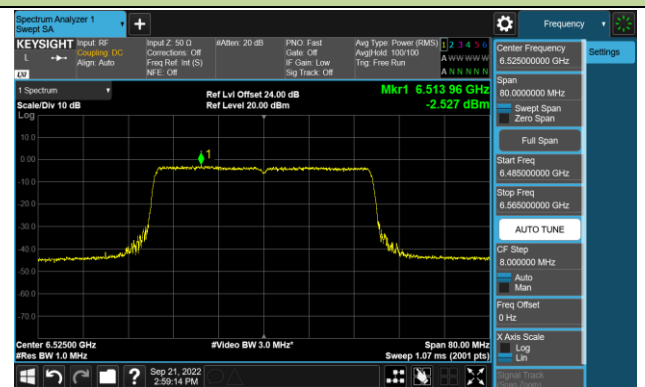 Spectrum Analyzer 1
Swept SA
Frequency
KEYSIGHT
L
Input: RF
Coupling: DC
Align: Auto
Input Z: 50 Ω
Corrections: Off
Freq Ref: Int (S)
NFE: Off
#Atten: 20 dB
PNO: Fast
Gate: Off
IF Gain: Low
Sig Track: Off
Avg Type: Power (RMS)
Avg|Hold: 100/100
Trig: Free Run
1 2 3 4 5 6
A W W W W W
A N N N N N
1 Spectrum
Scale/Div 10 dB
Log
Ref Lvl Offset 24.00 dB
Ref Level 20.00 dBm
Mkr1 6.513 96 GHz
-2.527 dBm
10.0
0.00
-10.0
-20.0
-30.0
-40.0
-50.0
-60.0
-70.0
1
Center 6.52500 GHz
#Res BW 1.0 MHz
#Video BW 3.0 MHz*
Span 80.00 MHz
Sweep 1.07 ms (2001 pts)
Sep 21, 2022
2:59:14 PM
Center Frequency
6.525000000 GHz
Settings
Span
80.0000000 MHz
Swept Span
Zero Span
Full Span
Start Freq
6.485000000 GHz
Stop Freq
6.565000000 GHz
AUTO TUNE
CF Step
8.000000 MHz
Auto
Man
Freq Offset
0 Hz
X Axis Scale
Log
Lin
Signal Track
(Span Zoom)